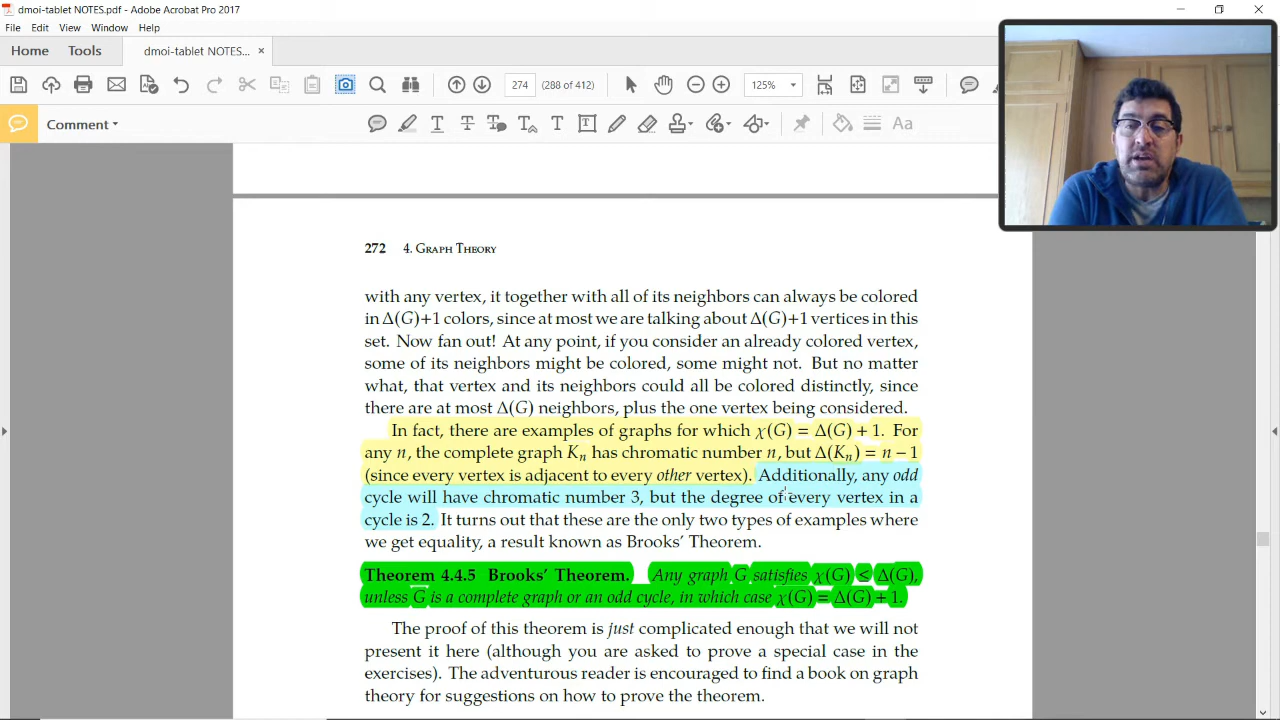 dmoi-tablet NOTES.pdf - Adobe Acrobat Pro 2017
File Edit View Window Help
Home Tools dmoi-tablet NOTES... ×
274 (288 of 412) 125%
Comment
272 4. Graph Theory
with any vertex, it together with all of its neighbors can always be colored
in Δ(G)+1 colors, since at most we are talking about Δ(G)+1 vertices in this
set. Now fan out! At any point, if you consider an already colored vertex,
some of its neighbors might be colored, some might not. But no matter
what, that vertex and its neighbors could all be colored distinctly, since
there are at most Δ(G) neighbors, plus the one vertex being considered.
In fact, there are examples of graphs for which χ(G) = Δ(G) + 1. For
any n, the complete graph Kₙ has chromatic number n, but Δ(Kₙ) = n − 1
(since every vertex is adjacent to every other vertex). Additionally, any odd
cycle will have chromatic number 3, but the degree of every vertex in a
cycle is 2. It turns out that these are the only two types of examples where
we get equality, a result known as Brooks' Theorem.
Theorem 4.4.5 Brooks' Theorem. Any graph G satisfies χ(G) ≤ Δ(G),
unless G is a complete graph or an odd cycle, in which case χ(G) = Δ(G) + 1.
The proof of this theorem is just complicated enough that we will not
present it here (although you are asked to prove a special case in the
exercises). The adventurous reader is encouraged to find a book on graph
theory for suggestions on how to prove the theorem.